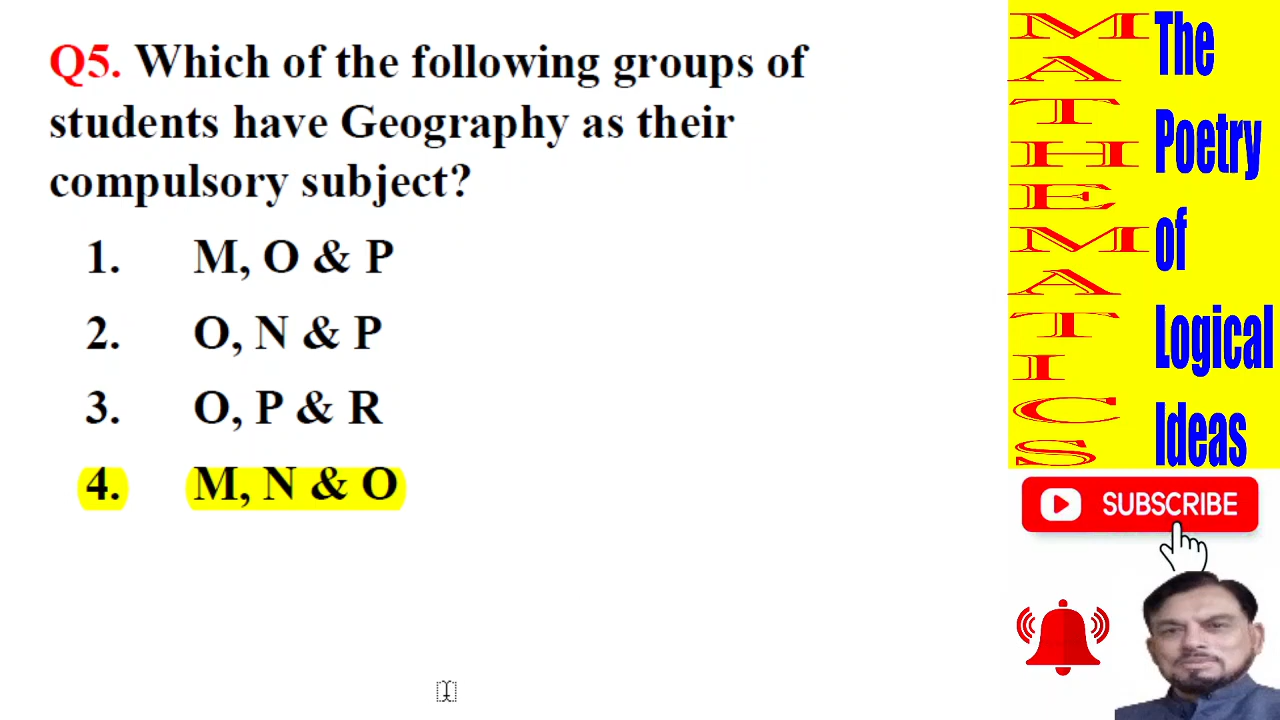 Q5. Which of the following groups of
students have Geography as their
compulsory subject?
1. M, O & P
2. O, N & P
3. O, P & R
4. M, N & O
MATHEMATICS
The
Poetry
of
Logical
Ideas
SUBSCRIBE